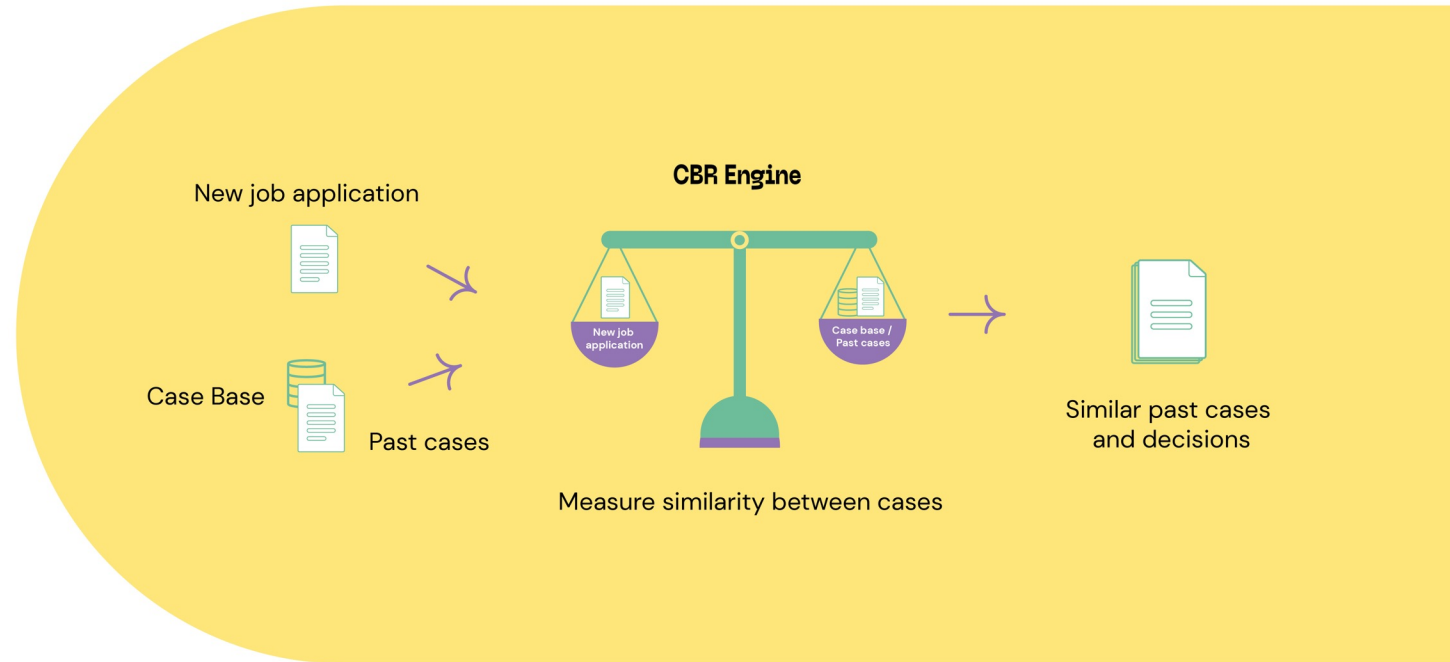 New job application
Case Base
Past cases
CBR Engine
New job
application
Case base /
Past cases
Measure similarity between cases
Similar past cases
and decisions